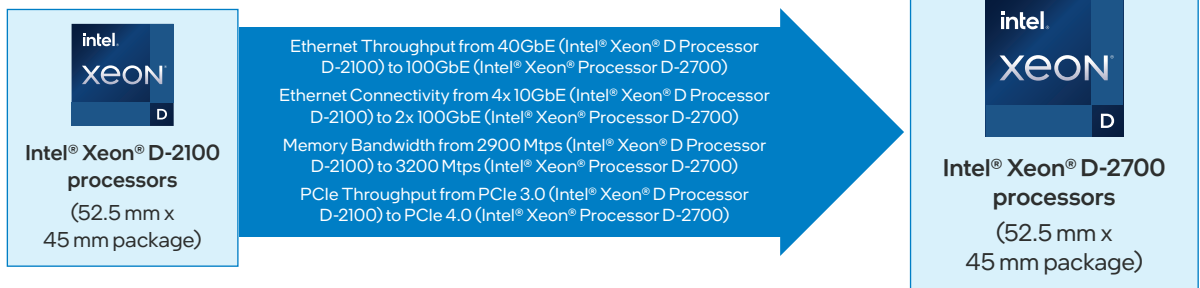 intel.
xeon
D
Intel® Xeon® D-2100
processors
(52.5 mm x
45 mm package)
Ethernet Throughput from 40GbE (Intel® Xeon® D Processor
D-2100) to 100GbE (Intel® Xeon® Processor D-2700)
Ethernet Connectivity from 4x 10GbE (Intel® Xeon® D Processor
D-2100) to 2x 100GbE (Intel® Xeon® Processor D-2700)
Memory Bandwidth from 2900 Mtps (Intel® Xeon® D Processor
D-2100) to 3200 Mtps (Intel® Xeon® Processor D-2700)
PCIe Throughput from PCIe 3.0 (Intel® Xeon® D Processor
D-2100) to PCIe 4.0 (Intel® Xeon® Processor D-2700)
intel.
xeon
D
Intel® Xeon® D-2700
processors
(52.5 mm x
45 mm package)